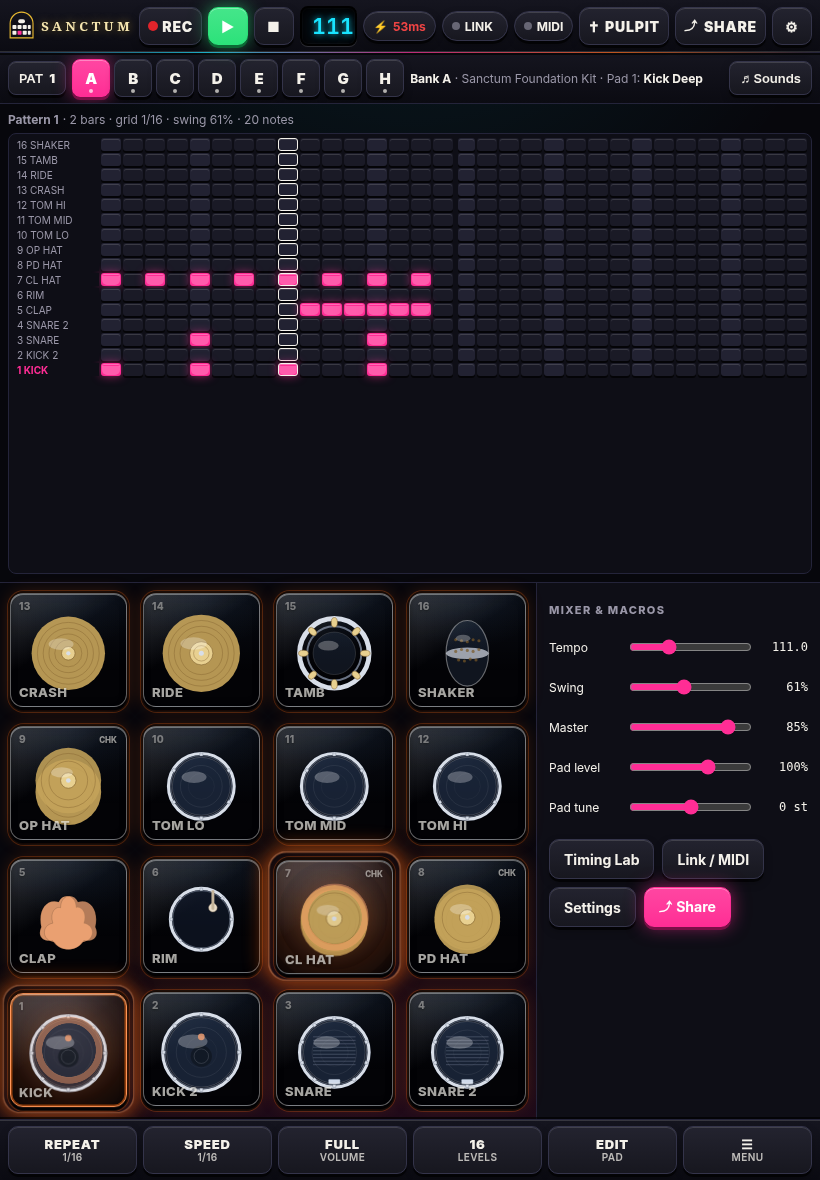 SANCTUM REC 111 ⚡ 53ms LINK MIDI ✝ PULPIT ⤴ SHARE ⚙
PAT 1 A B C D E F G H Bank A · Sanctum Foundation Kit · Pad 1: Kick Deep ♬ Sounds
Pattern 1 · 2 bars · grid 1/16 · swing 61% · 20 notes
16 SHAKER
15 TAMB
14 RIDE
13 CRASH
12 TOM HI
11 TOM MID
10 TOM LO
9 OP HAT
8 PD HAT
7 CL HAT
6 RIM
5 CLAP
4 SNARE 2
3 SNARE
2 KICK 2
1 KICK
13 CRASH
14 RIDE
15 TAMB
16 SHAKER
9 CHK OP HAT
10 TOM LO
11 TOM MID
12 TOM HI
5 CLAP
6 RIM
7 CHK CL HAT
8 CHK PD HAT
1 KICK
2 KICK 2
3 SNARE
4 SNARE 2
MIXER & MACROS
Tempo 111.0
Swing 61%
Master 85%
Pad level 100%
Pad tune 0 st
Timing Lab Link / MIDI
Settings ⤴ Share
REPEAT
1/16
SPEED
1/16
FULL
VOLUME
16
LEVELS
EDIT
PAD
☰
MENU